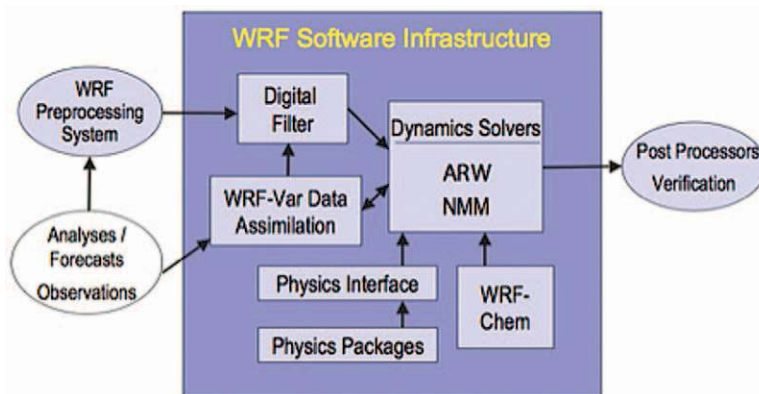 WRF Software Infrastructure
WRF
Preprocessing
System
Digital
Filter
Dynamics Solvers
ARW
NMM
Post Processors
Verification
WRF-Var Data
Assimilation
Analyses /
Forecasts
Observations
Physics Interface
WRF-
Chem
Physics Packages